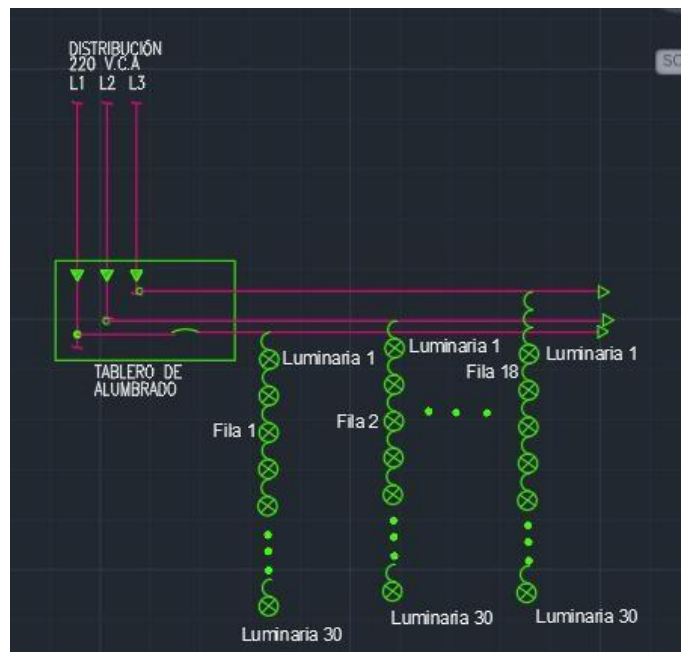 DISTRIBUCIÓN
220 V.C.A
L1 L2 L3
SC
TABLERO DE
ALUMBRADO
Luminaria 1
Luminaria 1
Luminaria 1
Fila 18
Fila 1
Fila 2
Luminaria 30
Luminaria 30
Luminaria 30